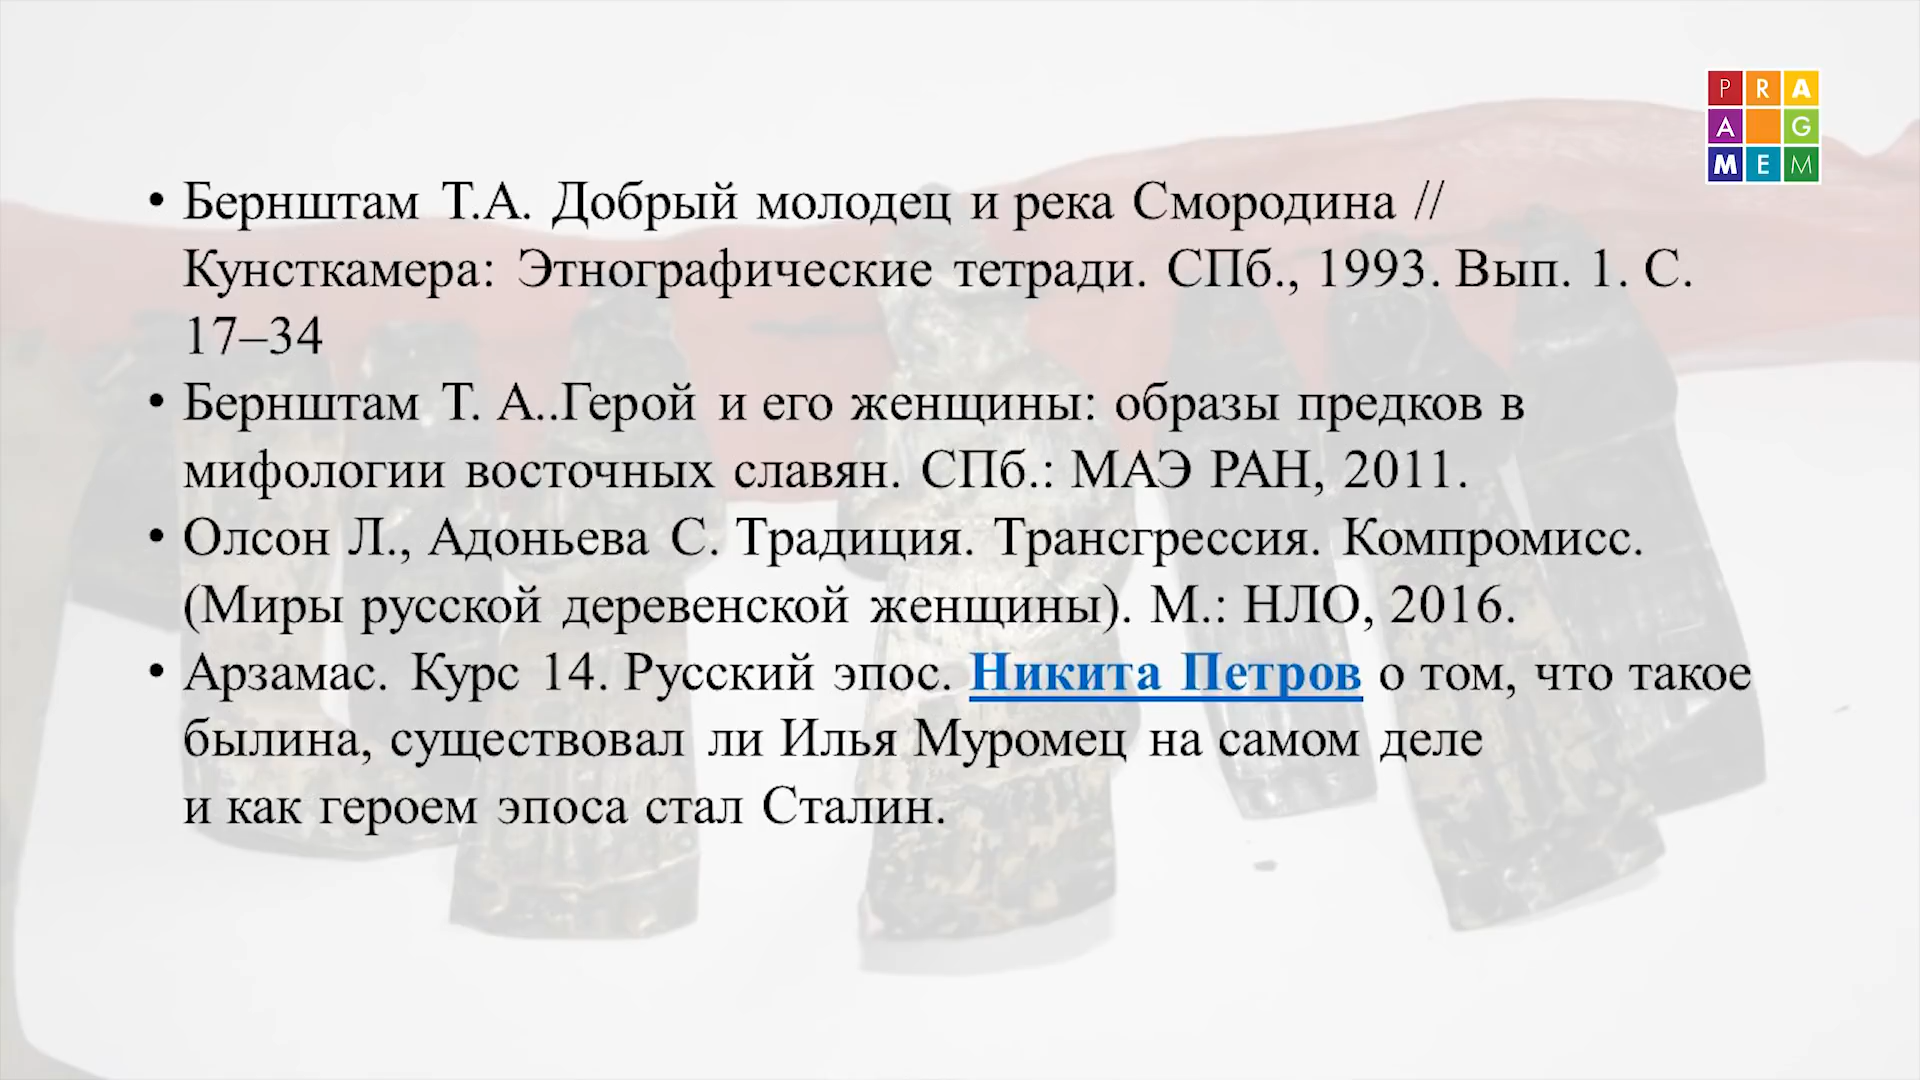 P R A
A G
M E M
• Бернштам Т.А. Добрый молодец и река Смородина //
Кунсткамера: Этнографические тетради. СПб., 1993. Вып. 1. С.
17–34
• Бернштам Т. А..Герой и его женщины: образы предков в
мифологии восточных славян. СПб.: МАЭ РАН, 2011.
• Олсон Л., Адоньева С. Традиция. Трансгрессия. Компромисс.
(Миры русской деревенской женщины). М.: НЛО, 2016.
• Арзамас. Курс 14. Русский эпос. Никита Петров о том, что такое
былина, существовал ли Илья Муромец на самом деле
и как героем эпоса стал Сталин.